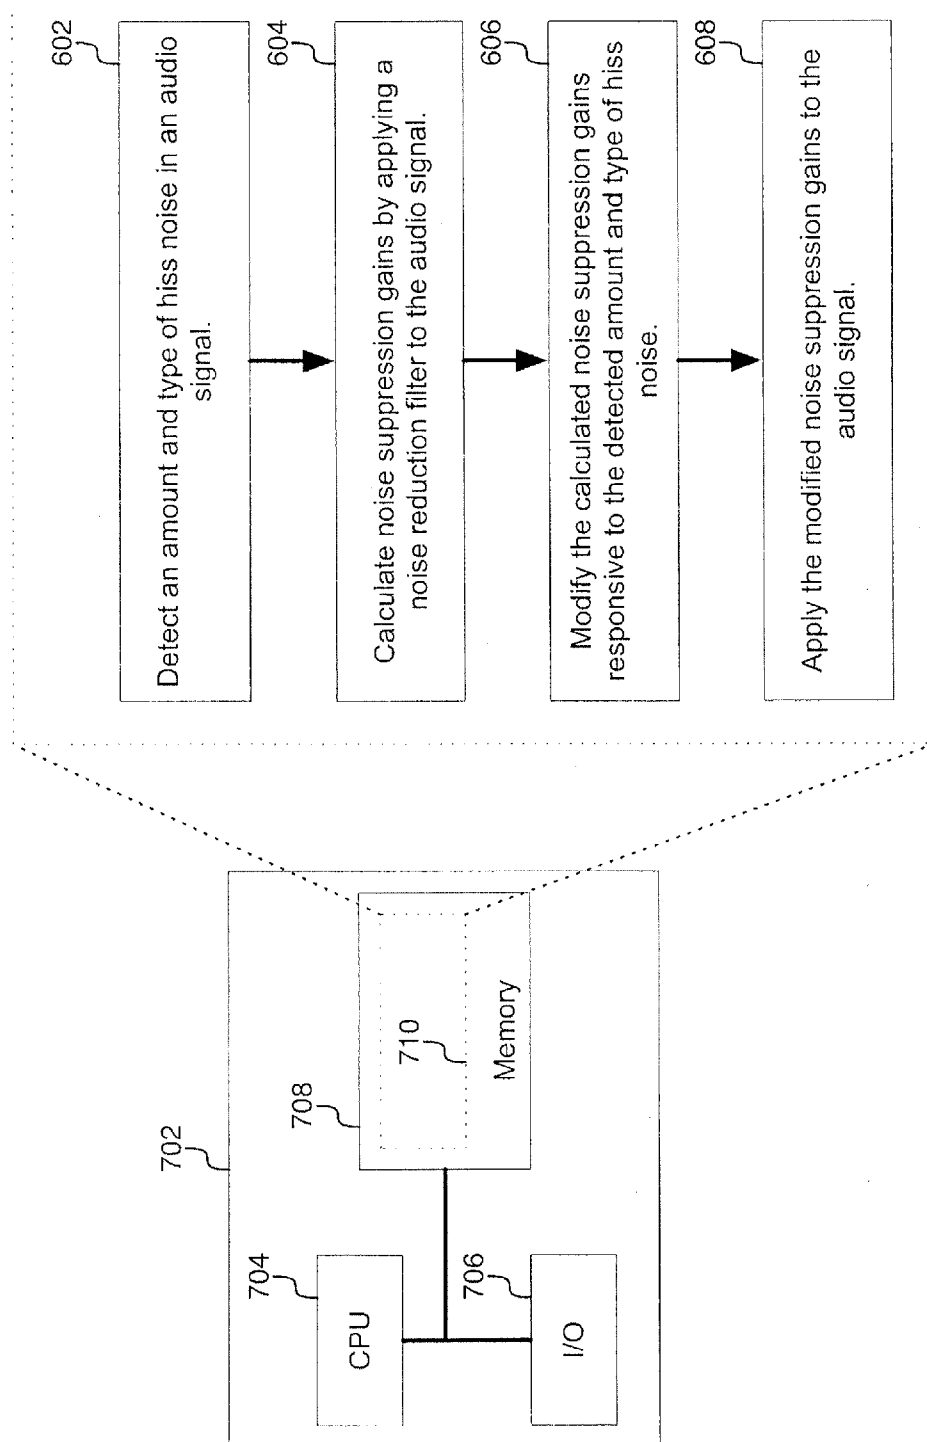 702
704
CPU
706
I/O
708
710
Memory
602
Detect an amount and type of hiss noise in an audio
signal.
604
Calculate noise suppression gains by applying a
noise reduction filter to the audio signal.
606
Modify the calculated noise suppression gains
responsive to the detected amount and type of hiss
noise.
608
Apply the modified noise suppression gains to the
audio signal.